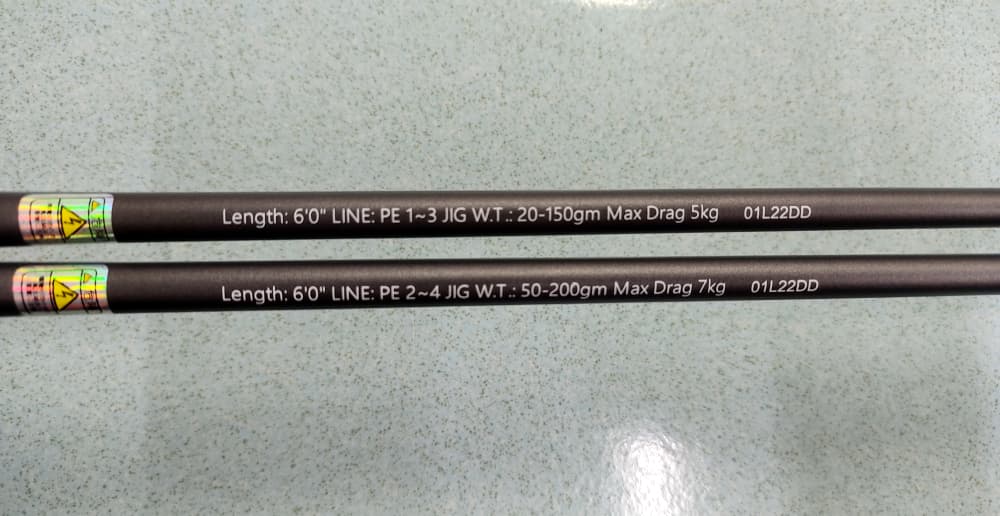 Length: 6'0" LINE: PE 1~3 JIG W.T.: 20-150gm Max Drag 5kg 01L22DD
Length: 6'0" LINE: PE 2~4 JIG W.T.: 50-200gm Max Drag 7kg 01L22DD